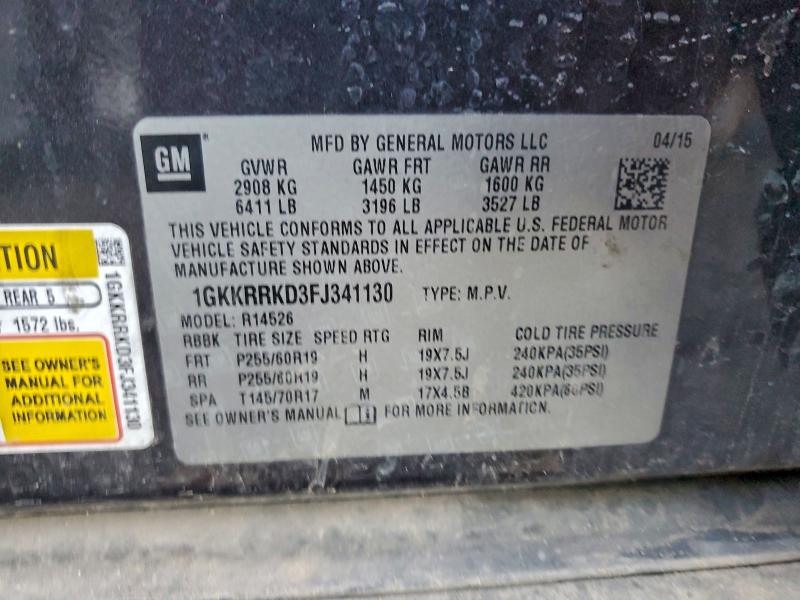 GM
MFD BY GENERAL MOTORS LLC 04/15
GVWR GAWR FRT GAWR RR
2908 KG 1450 KG 1600 KG
6411 LB 3196 LB 3527 LB
THIS VEHICLE CONFORMS TO ALL APPLICABLE U.S. FEDERAL MOTOR
VEHICLE SAFETY STANDARDS IN EFFECT ON THE DATE OF
MANUFACTURE SHOWN ABOVE.
1GKKRRKD3FJ341130 TYPE: M.P.V.
MODEL: R14526
RBBK TIRE SIZE SPEED RTG RIM COLD TIRE PRESSURE
FRT P255/60R19 H 19X7.5J 240KPA(35PSI)
RR P255/60R19 H 19X7.5J 240KPA(35PSI)
SPA T145/70R17 M 17X4.5B 420KPA(60PSI)
SEE OWNER'S MANUAL FOR MORE INFORMATION.
TION
REAR 5
1572 lbs.
SEE OWNER'S
MANUAL FOR
ADDITIONAL
INFORMATION
1GKKRRKD3FJ341130